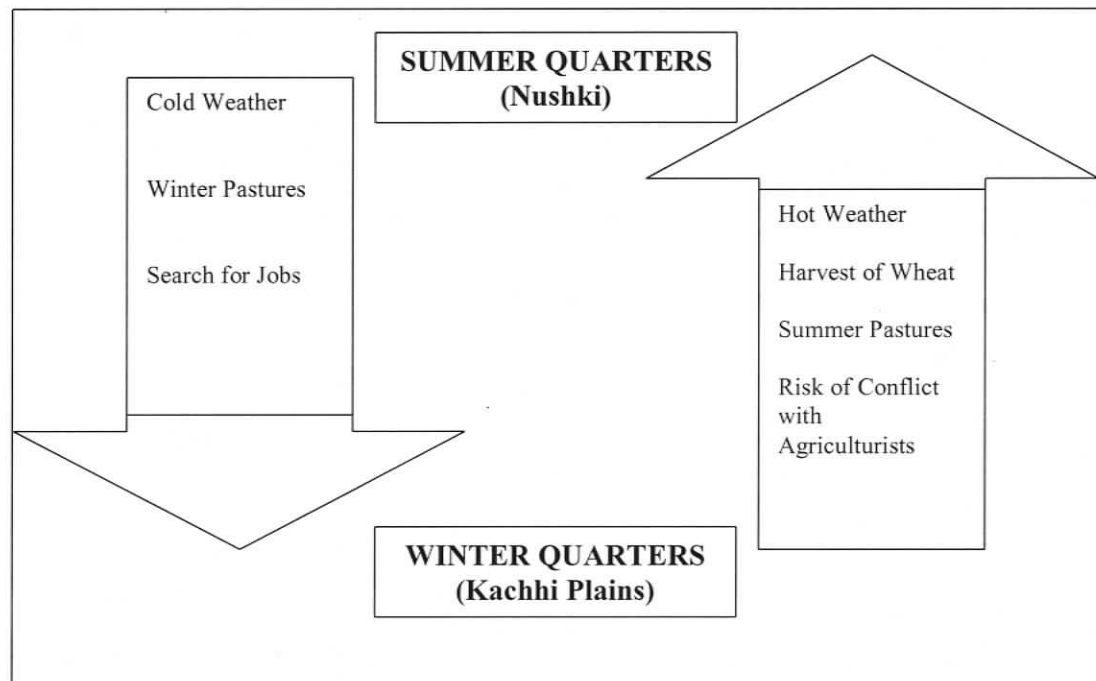 SUMMER QUARTERS
(Nushki)
Cold Weather
Winter Pastures
Search for Jobs
Hot Weather
Harvest of Wheat
Summer Pastures
Risk of Conflict
with
Agriculturists
WINTER QUARTERS
(Kachhi Plains)